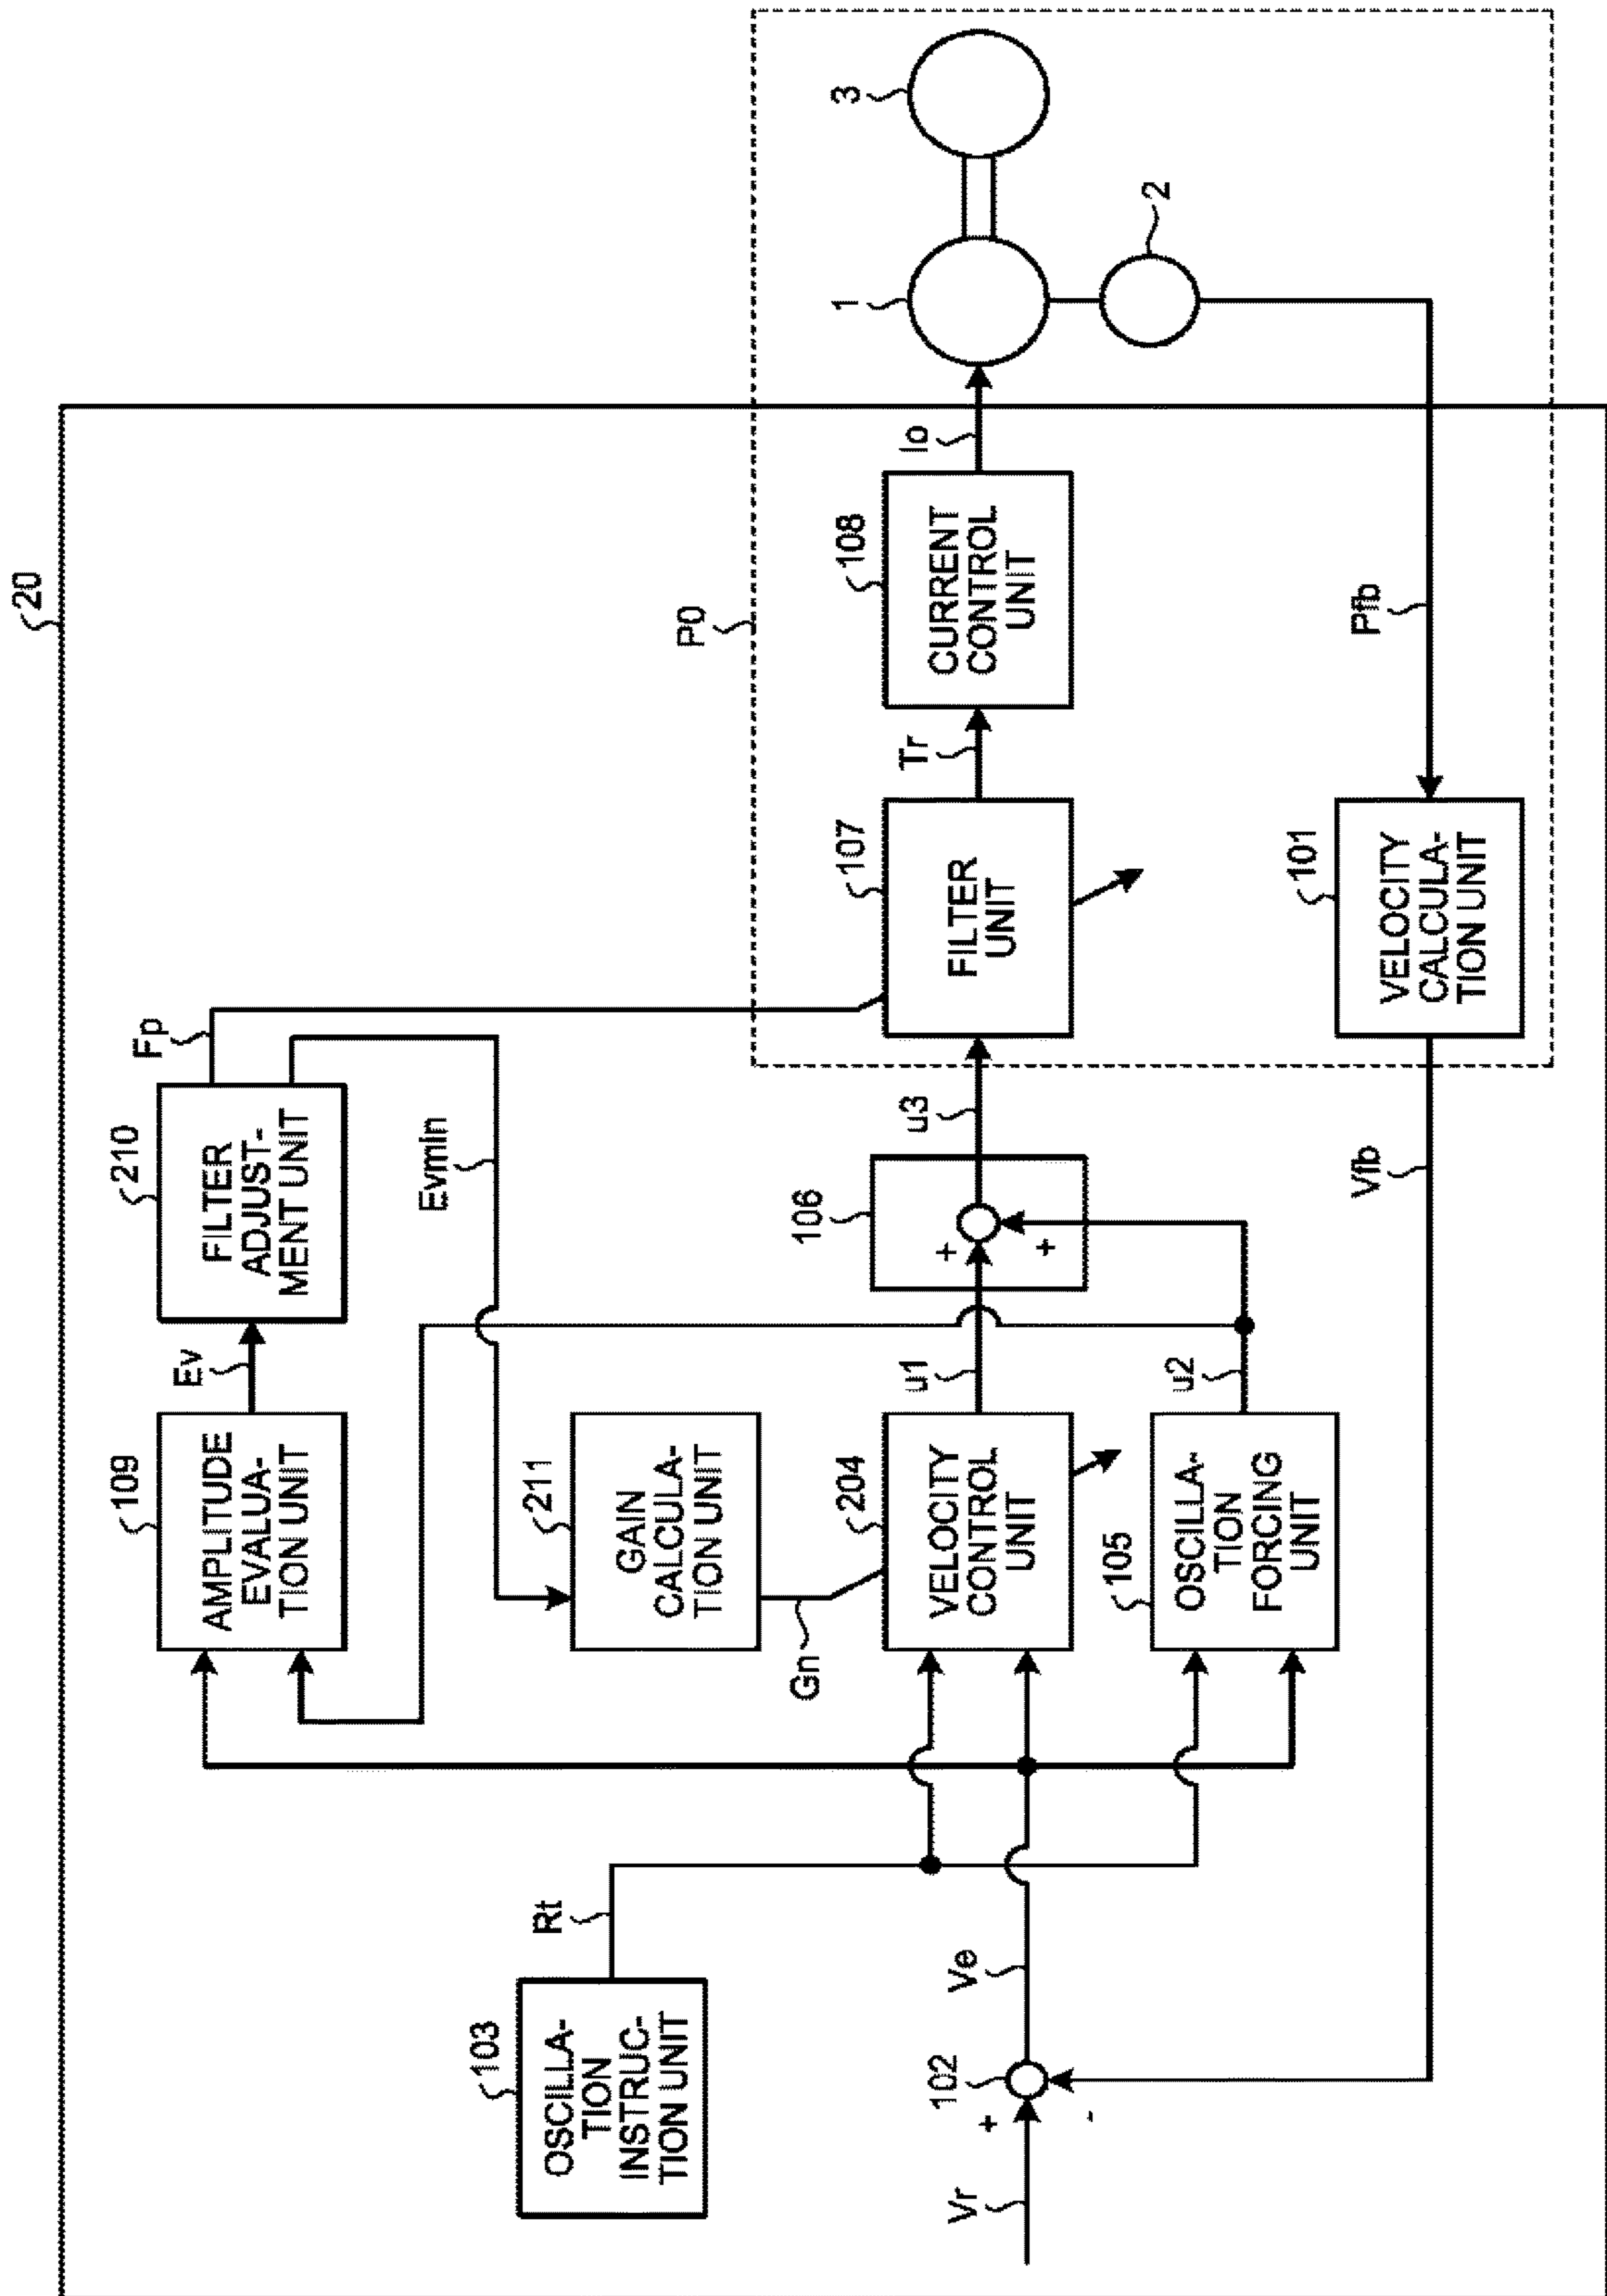 20
109
AMPLITUDE
EVALUA-
TION UNIT
Ev
210
FILTER
ADJUST-
MENT UNIT
Fp
Evmin
103
OSCILLA-
TION
INSTRUC-
TION UNIT
Rt
211
GAIN
CALCULA-
TION UNIT
Gn
P0
Vr
+
-
102
Ve
204
VELOCITY
CONTROL
UNIT
u1
106
+
+
u3
107
FILTER
UNIT
Tr
108
CURRENT
CONTROL
UNIT
Io
1
3
2
105
OSCILLA-
TION
FORCING
UNIT
u2
Vfb
101
VELOCITY
CALCULA-
TION UNIT
Pfb